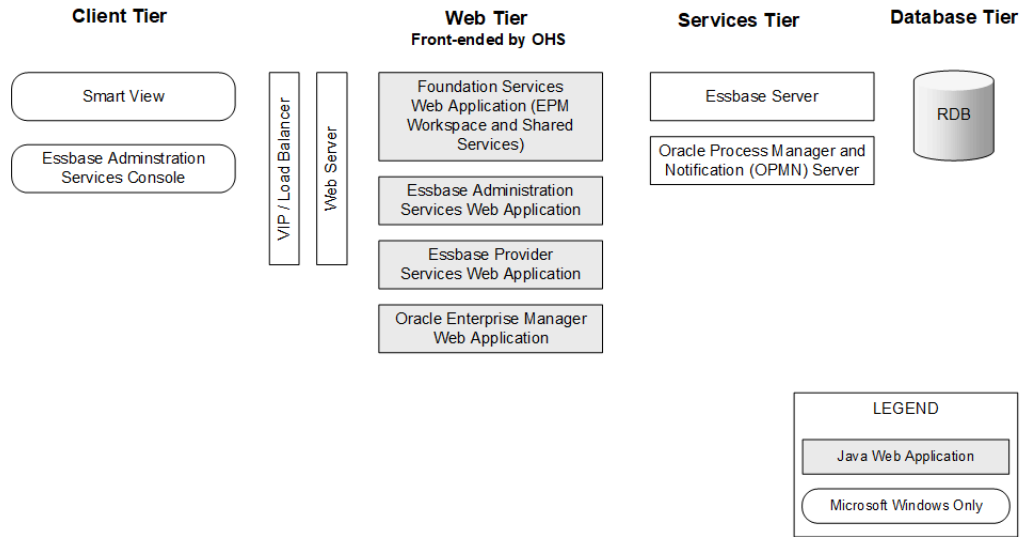 Client Tier
Web Tier
Front-ended by OHS
Services Tier
Database Tier
Smart View
Essbase Adminstration
Services Console
VIP / Load Balancer
Web Server
Foundation Services
Web Application (EPM
Workspace and Shared
Services)
Essbase Administration
Services Web Application
Essbase Provider
Services Web Application
Oracle Enterprise Manager
Web Application
Essbase Server
Oracle Process Manager and
Notification (OPMN) Server
RDB
LEGEND
Java Web Application
Microsoft Windows Only